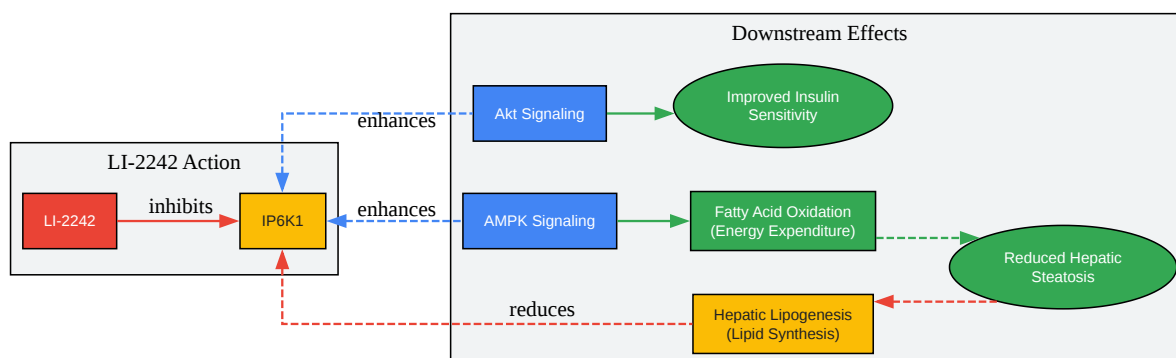 Downstream Effects
Akt Signaling
Improved Insulin
Sensitivity
enhances
LI-2242 Action
LI-2242
inhibits
IP6K1
enhances
AMPK Signaling
Fatty Acid Oxidation
(Energy Expenditure)
Reduced Hepatic
Steatosis
reduces
Hepatic Lipogenesis
(Lipid Synthesis)